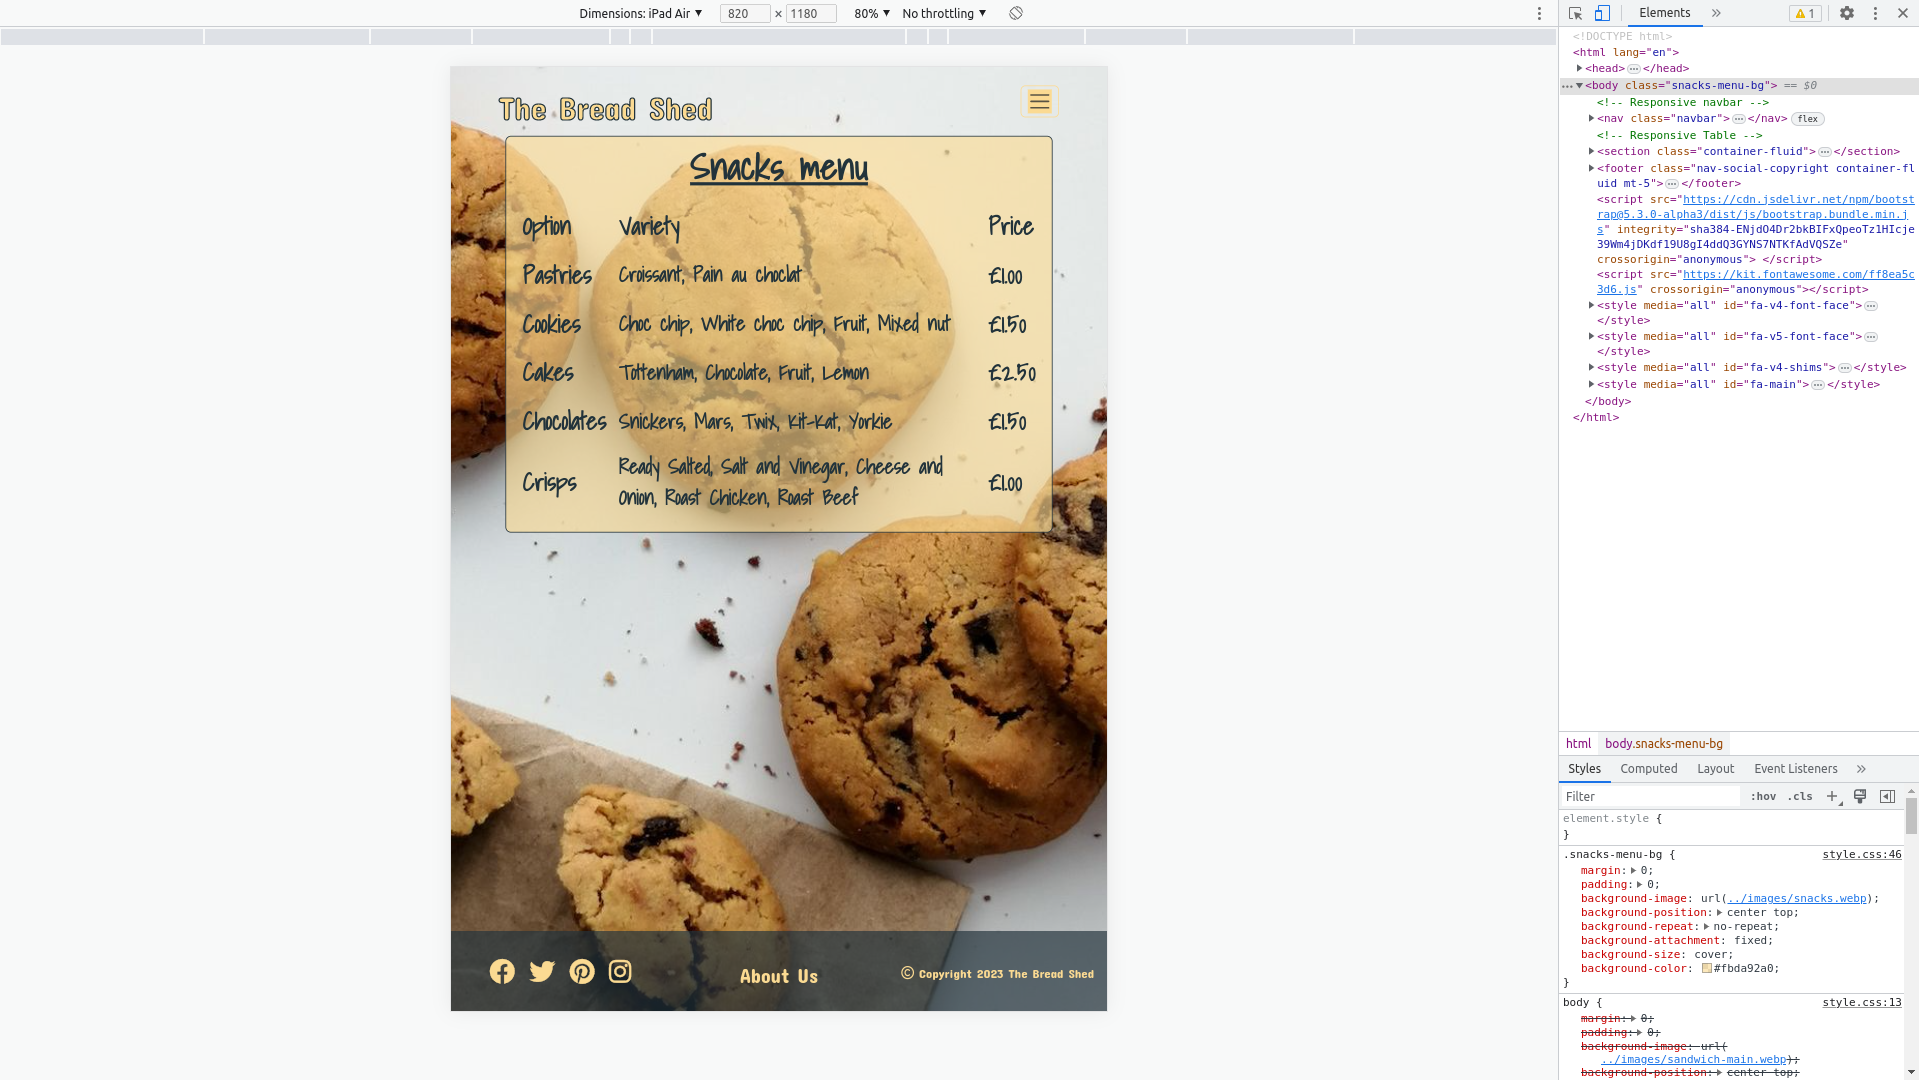 Dimensions: iPad Air ▼ 820 × 1180 80% ▼ No throttling ▼
The Bread Shed
Snacks menu
Option Variety Price
Pastries Croissant, Pain au choclat £1.00
Cookies Choc chip, White choc chip, Fruit, Mixed nut £1.50
Cakes Tottenham, Chocolate, Fruit, Lemon £2.50
Chocolates Snickers, Mars, Twix, Kit-Kat, Yorkie £1.50
Crisps Ready Salted, Salt and Vinegar, Cheese and
Onion, Roast Chicken, Roast Beef £1.00
About Us
© Copyright 2023 The Bread Shed
Elements » 1
<!DOCTYPE html>
<html lang="en">
<head>…</head>
<body class="snacks-menu-bg"> == $0
<!-- Responsive navbar -->
<nav class="navbar">…</nav> flex
<!-- Responsive Table -->
<section class="container-fluid">…</section>
<footer class="nav-social-copyright container-fl
uid mt-5">…</footer>
<script src="https://cdn.jsdelivr.net/npm/bootst
rap@5.3.0-alpha3/dist/js/bootstrap.bundle.min.j
s" integrity="sha384-ENjdO4Dr2bkBIFxQpeoTz1HIcje
39Wm4jDKdf19U8gI4ddQ3GYNS7NTKfAdVQSZe"
crossorigin="anonymous"> </script>
<script src="https://kit.fontawesome.com/ff8ea5c
3d6.js" crossorigin="anonymous"></script>
<style media="all" id="fa-v4-font-face">…
</style>
<style media="all" id="fa-v5-font-face">…
</style>
<style media="all" id="fa-v4-shims">…</style>
<style media="all" id="fa-main">…</style>
</body>
</html>
html body.snacks-menu-bg
Styles Computed Layout Event Listeners »
Filter :hov .cls +
element.style {
}
.snacks-menu-bg { style.css:46
margin: 0;
padding: 0;
background-image: url(../images/snacks.webp);
background-position: center top;
background-repeat: no-repeat;
background-attachment: fixed;
background-size: cover;
background-color: #fbda92a0;
}
body { style.css:13
margin: 0;
padding: 0;
background-image: url(
../images/sandwich-main.webp);
background-position: center top;